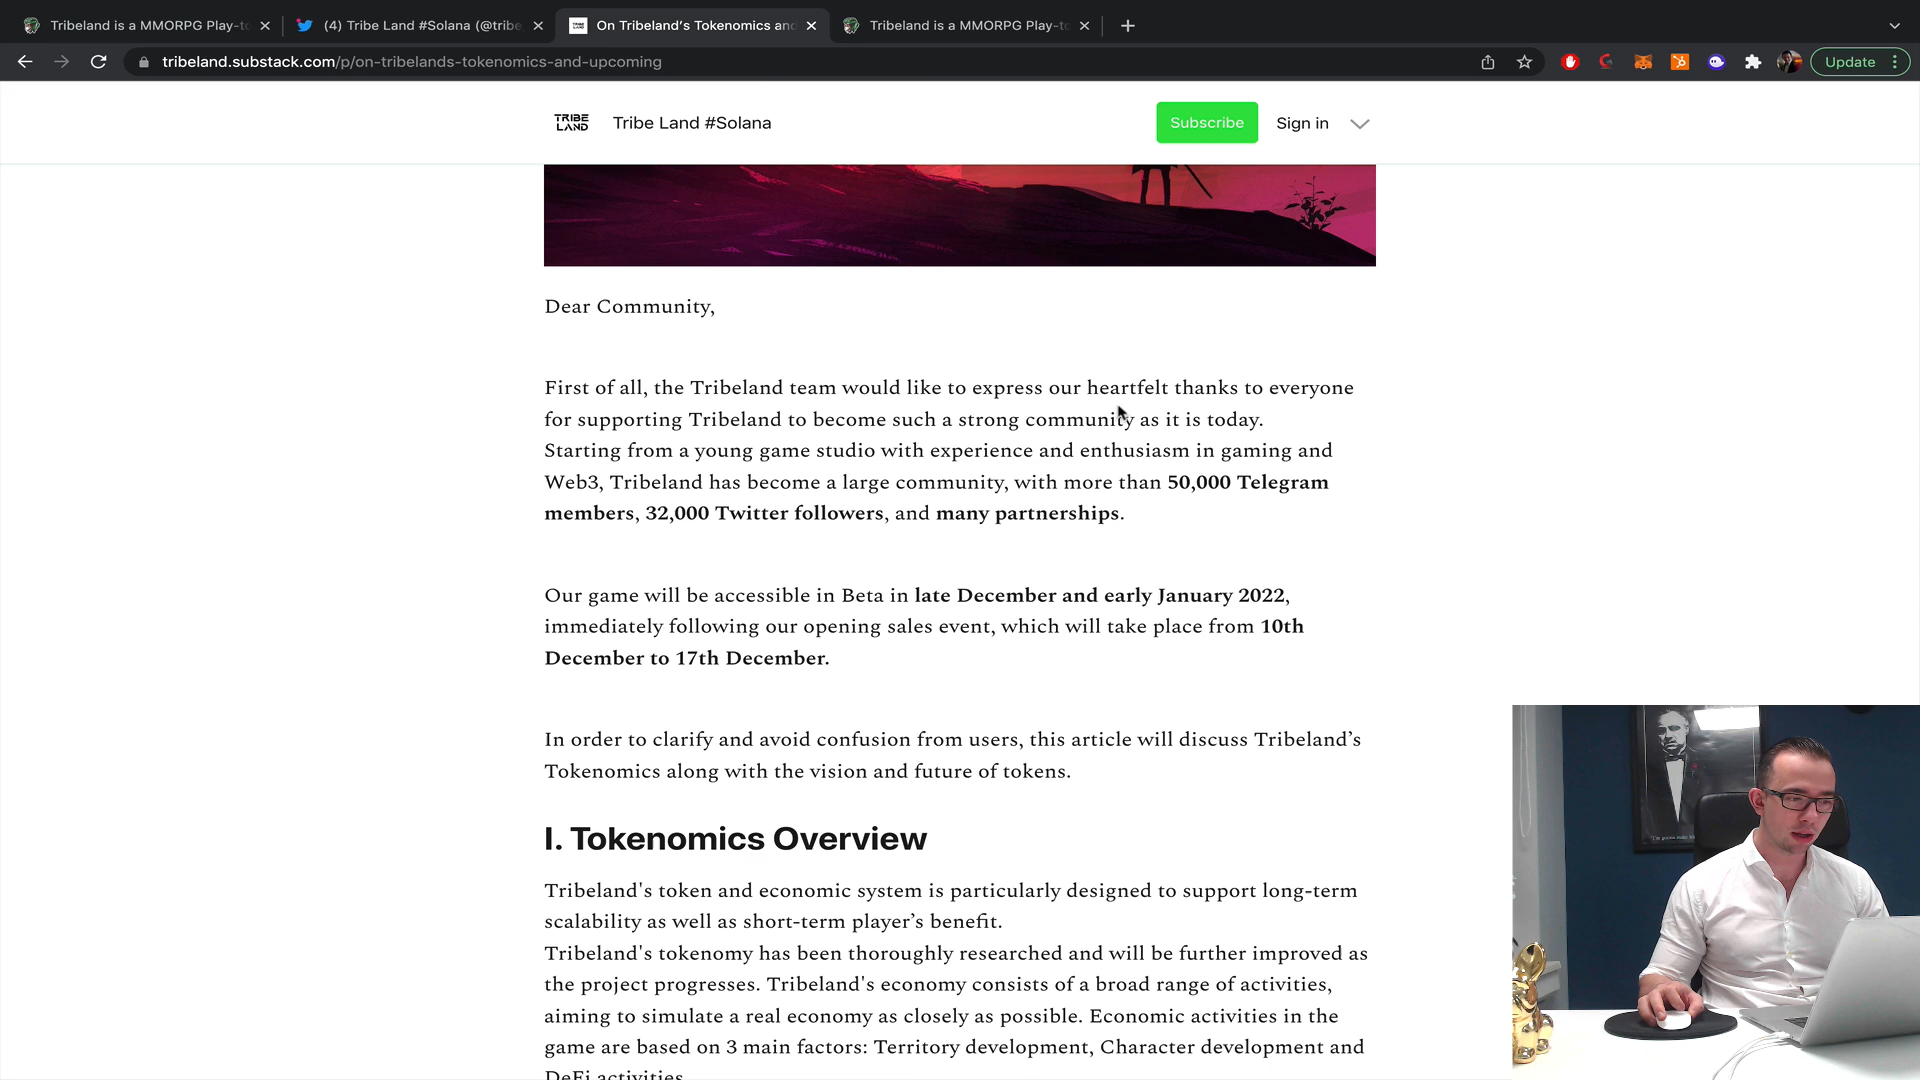 Tribeland is a MMORPG Play-to
(4) Tribe Land #Solana (@tribe
On Tribeland's Tokenomics and
Tribeland is a MMORPG Play-to
tribeland.substack.com/p/on-tribelands-tokenomics-and-upcoming
Update
TRIBE LAND
Tribe Land #Solana
Subscribe
Sign in
Dear Community,
First of all, the Tribeland team would like to express our heartfelt thanks to everyone
for supporting Tribeland to become such a strong community as it is today.
Starting from a young game studio with experience and enthusiasm in gaming and
Web3, Tribeland has become a large community, with more than 50,000 Telegram
members, 32,000 Twitter followers, and many partnerships.
Our game will be accessible in Beta in late December and early January 2022,
immediately following our opening sales event, which will take place from 10th
December to 17th December.
In order to clarify and avoid confusion from users, this article will discuss Tribeland’s
Tokenomics along with the vision and future of tokens.
I. Tokenomics Overview
Tribeland's token and economic system is particularly designed to support long-term
scalability as well as short-term player’s benefit.
Tribeland's tokenomy has been thoroughly researched and will be further improved as
the project progresses. Tribeland's economy consists of a broad range of activities,
aiming to simulate a real economy as closely as possible. Economic activities in the
game are based on 3 main factors: Territory development, Character development and
DeFi activities